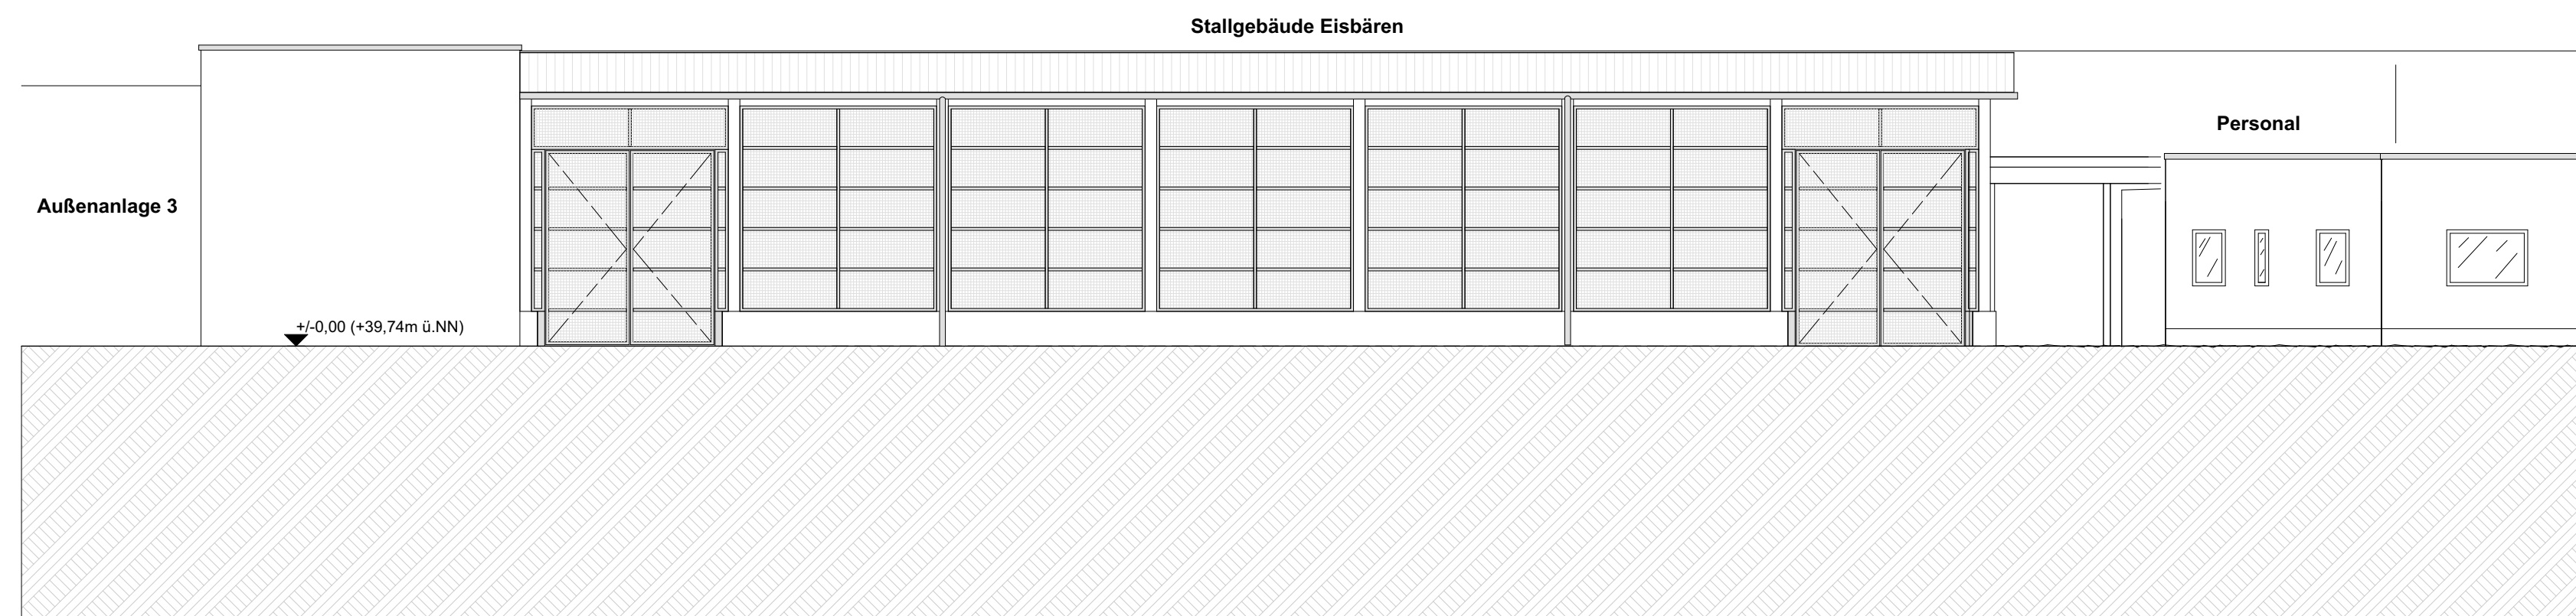 Stallgebäude Eisbären
Personal
Außenanlage 3
+/-0,00 (+39,74m ü.NN)